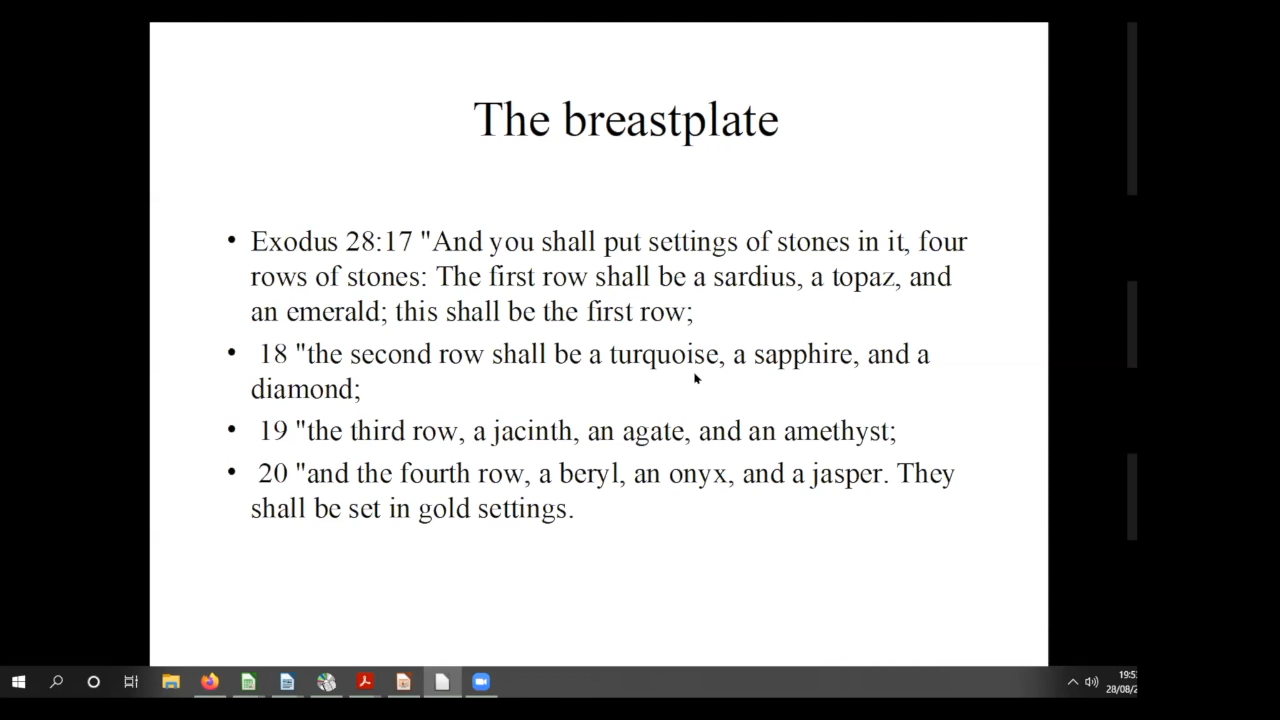 The breastplate
• Exodus 28:17 "And you shall put settings of stones in it, four
rows of stones: The first row shall be a sardius, a topaz, and
an emerald; this shall be the first row;
• 18 "the second row shall be a turquoise, a sapphire, and a
diamond;
• 19 "the third row, a jacinth, an agate, and an amethyst;
• 20 "and the fourth row, a beryl, an onyx, and a jasper. They
shall be set in gold settings.